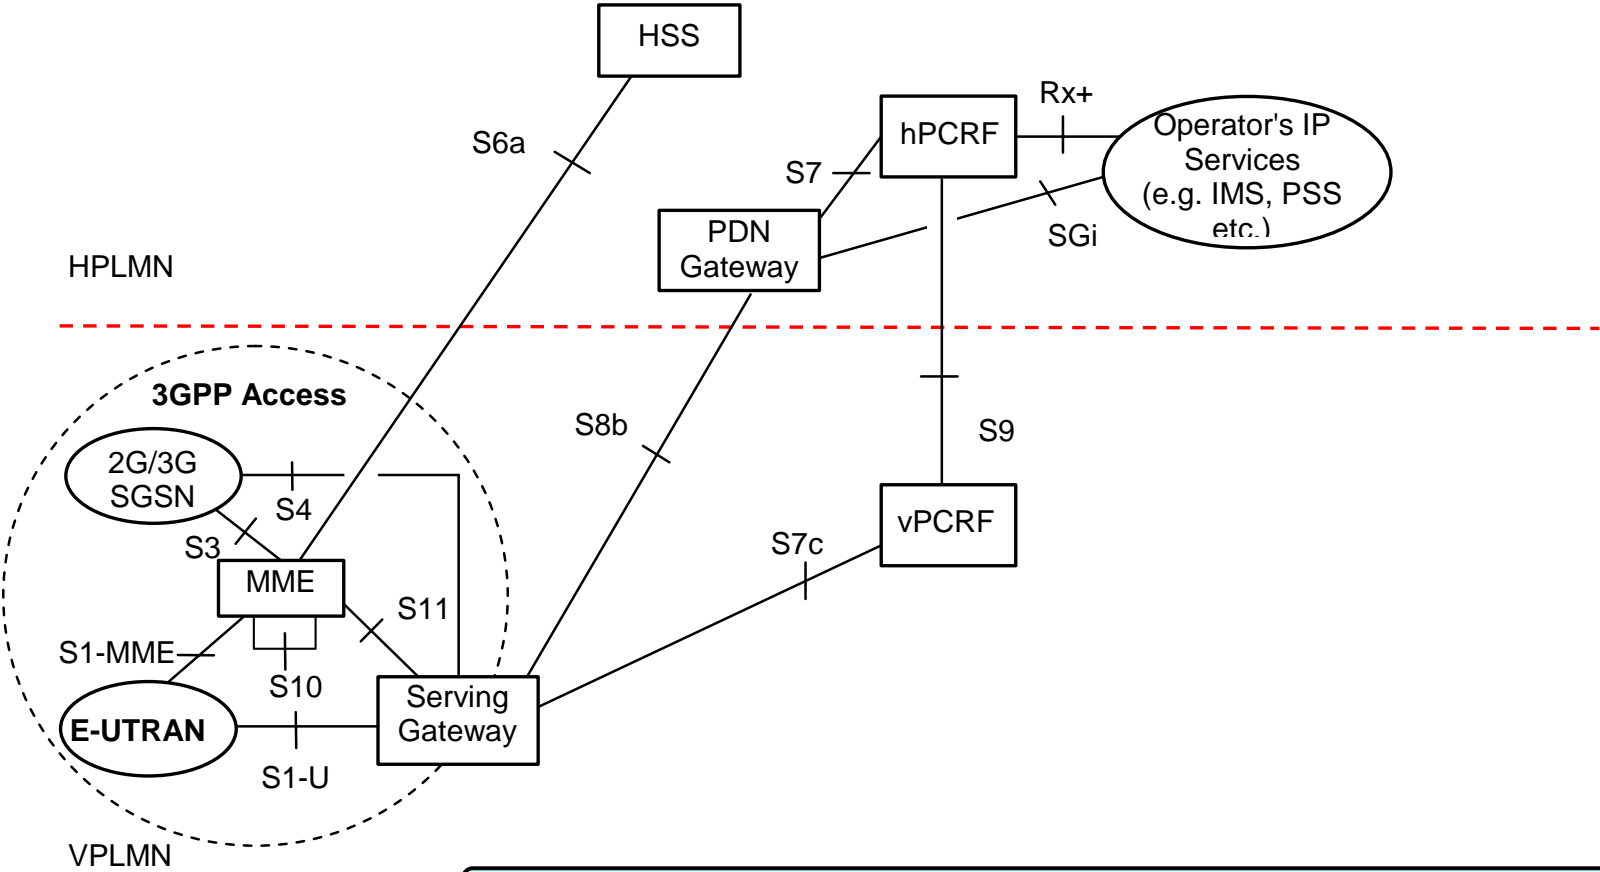 HSS
Rx+
hPCRF
Operator's IP
Services
(e.g. IMS, PSS
etc.)
S6a
S7
PDN
Gateway
SGi
HPLMN
3GPP Access
S8b
S9
2G/3G
SGSN
S4
S3
vPCRF
S7c
MME
S11
S1-MME
S10
Serving
Gateway
E-UTRAN
S1-U
VPLMN